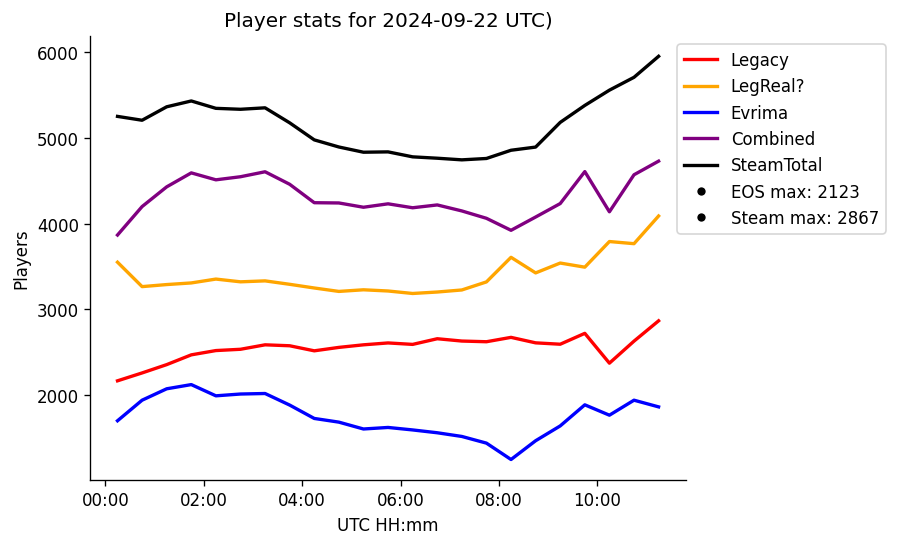 Player stats for 2024-09-22 UTC)
6000
5000
4000
3000
2000
Players
00:00 02:00 04:00 06:00 08:00 10:00
UTC HH:mm
Legacy
LegReal?
Evrima
Combined
SteamTotal
EOS max: 2123
Steam max: 2867